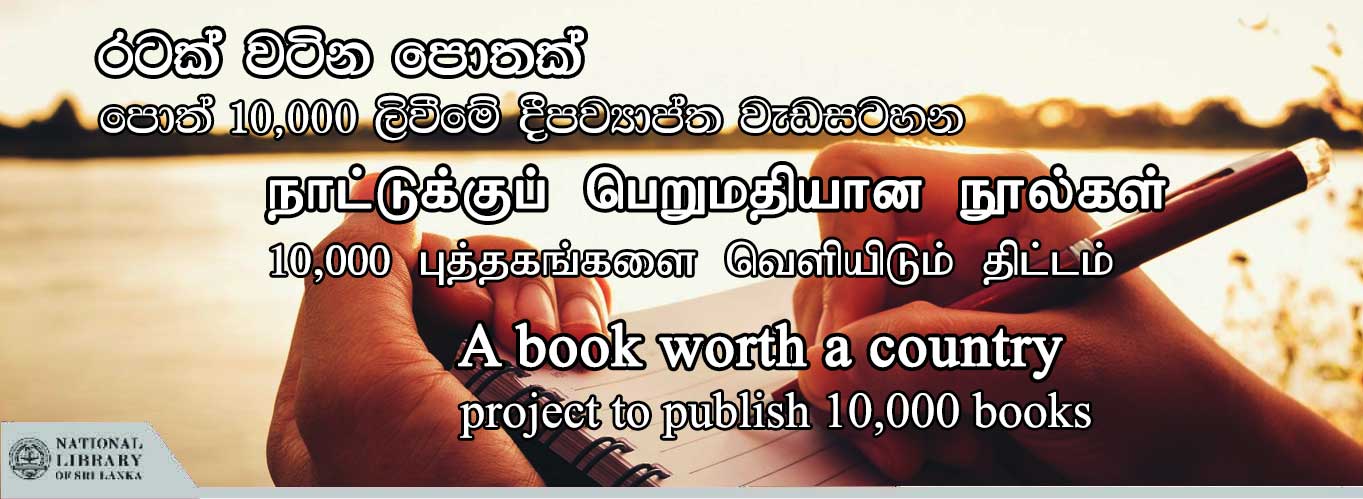 රටක් වටින පොතක්
පොත් 10,000 ලිවීමේ දීපව්‍යාප්ත වැඩසටහන
நாட்டுக்குப் பெறுமதியான நூல்கள்
10,000 புத்தகங்களை வெளியிடும் திட்டம்
A book worth a country
project to publish 10,000 books
NATIONAL
LIBRARY
OF SRI LANKA